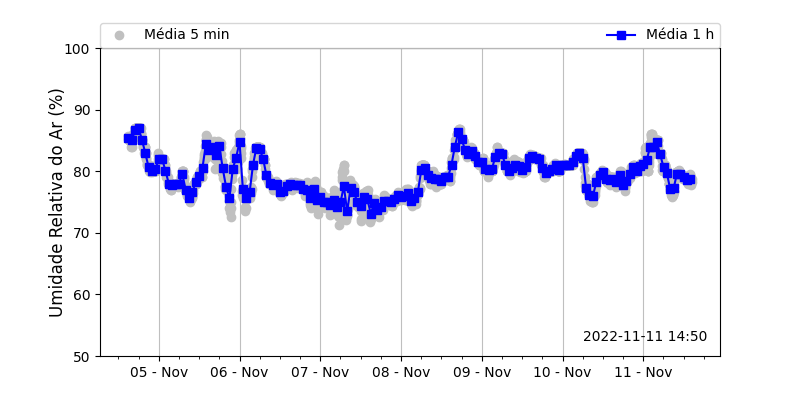 Média 5 min
Média 1 h
Umidade Relativa do Ar (%)
100
90
80
70
60
50
2022-11-11 14:50
05 - Nov
06 - Nov
07 - Nov
08 - Nov
09 - Nov
10 - Nov
11 - Nov